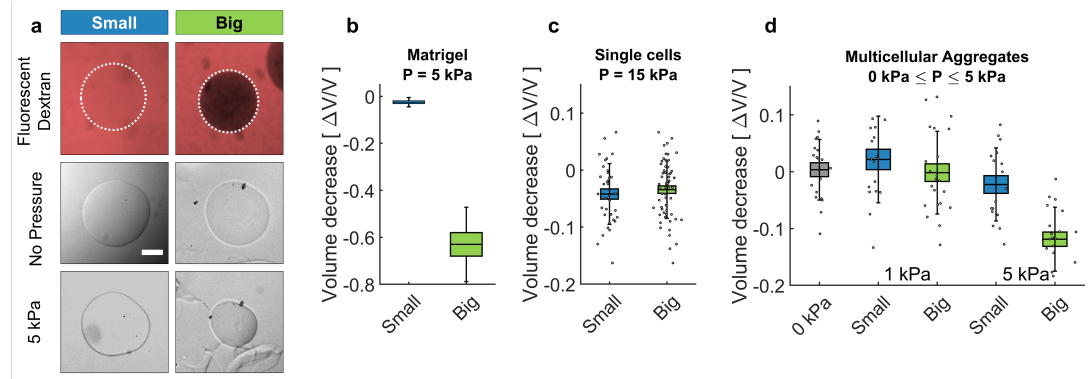 a
Small
Big
Fluorescent
Dextran
No Pressure
5 kPa
b
Matrigel
P = 5 kPa
Volume decrease [ ΔV/V ]
0
-0.2
-0.4
-0.6
-0.8
Small
Big
c
Single cells
P = 15 kPa
Volume decrease [ ΔV/V ]
0.1
0
-0.1
-0.2
Small
Big
d
Multicellular Aggregates
0 kPa ≤ P ≤ 5 kPa
Volume decrease [ ΔV/V ]
0.1
0
-0.1
-0.2
1 kPa
5 kPa
0 kPa
Small
Big
Small
Big